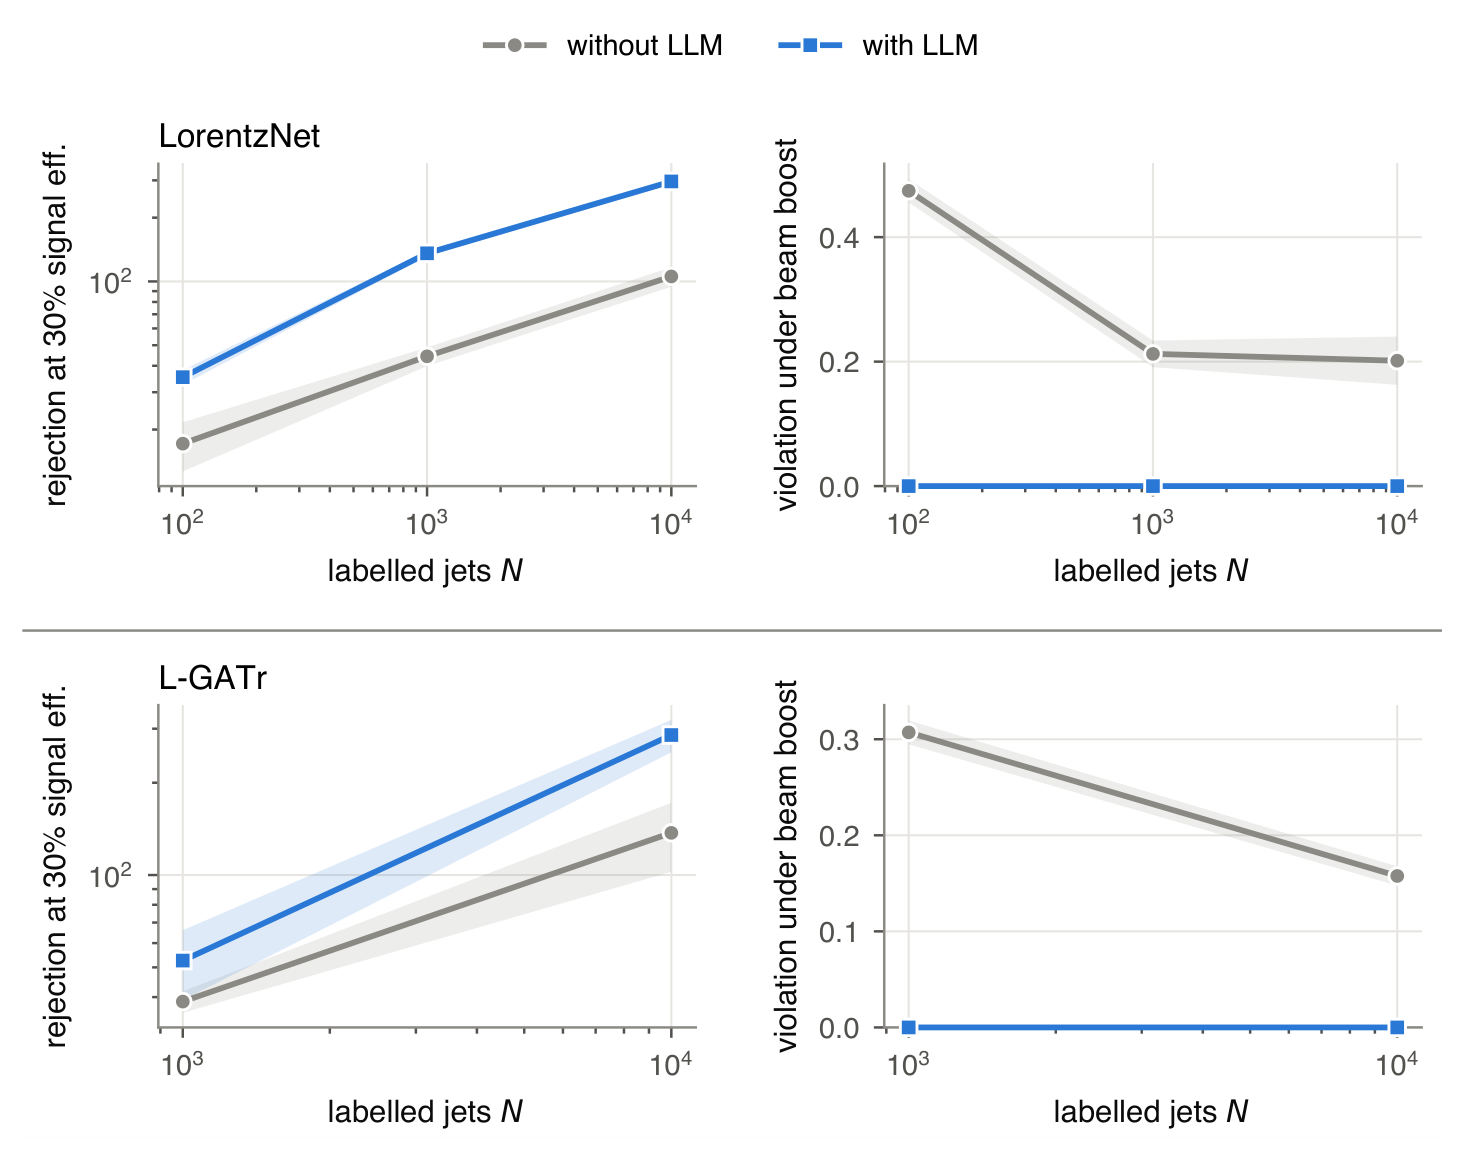 without LLM
with LLM
LorentzNet
rejection at 30% signal eff.
10²
10² 10³ 10⁴
labelled jets N
violation under beam boost
0.4
0.2
0.0
10² 10³ 10⁴
labelled jets N
L-GATr
rejection at 30% signal eff.
10²
10³ 10⁴
labelled jets N
violation under beam boost
0.3
0.2
0.1
0.0
10³ 10⁴
labelled jets N